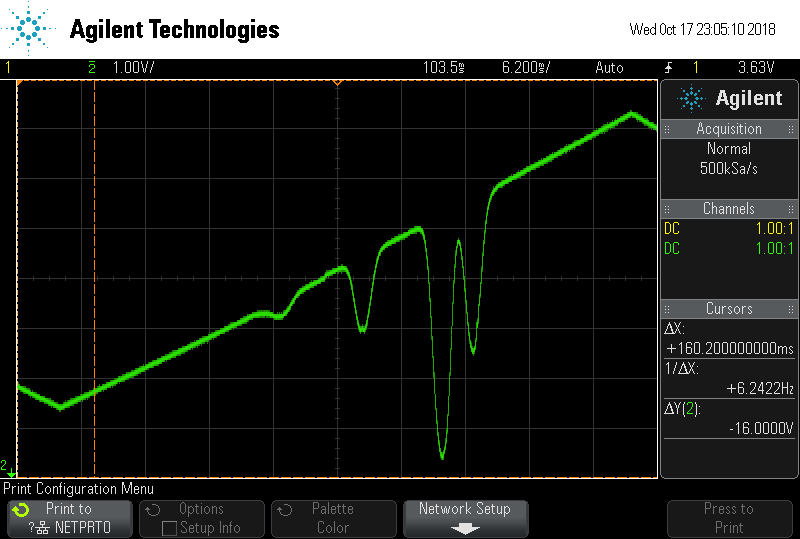 Agilent Technologies
Wed Oct 17 23:05:10 2018
1 2 1.00V/ 103.5s 6.200s/ Auto 1 3.63V
Agilent
Acquisition
Normal
500kSa/s
Channels
DC 1.00:1
DC 1.00:1
Cursors
ΔX:
+160.200000000ms
1/ΔX:
+6.2422Hz
ΔY(2):
-16.0000V
2
Print Configuration Menu
Print to
? NETPRT0
Options
Setup Info
Palette
Color
Network Setup
Press to
Print